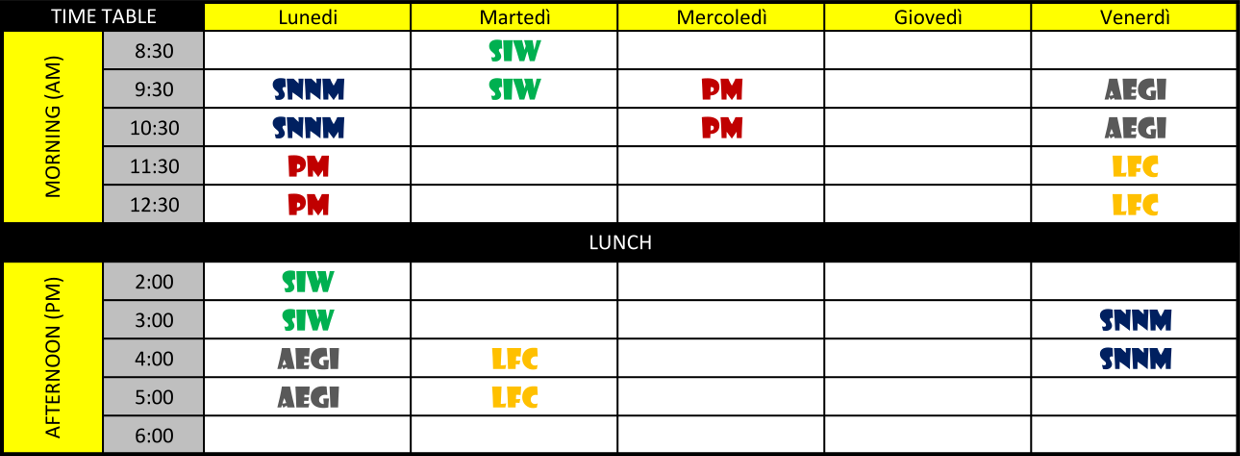 TIME TABLE Lunedi Martedì Mercoledì Giovedì Venerdì
MORNING (AM)
8:30 SIW
9:30 SNNM SIW PM AEGI
10:30 SNNM PM AEGI
11:30 PM LFC
12:30 PM LFC
LUNCH
AFTERNOON (PM)
2:00 SIW
3:00 SIW SNNM
4:00 AEGI LFC SNNM
5:00 AEGI LFC
6:00